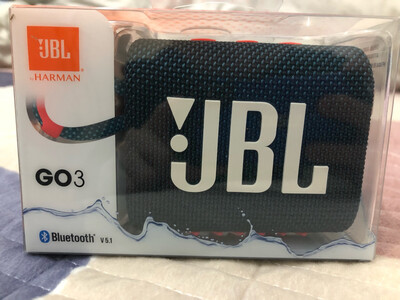 JBL
by HARMAN
JBL
GO3
Bluetooth® V 5.1